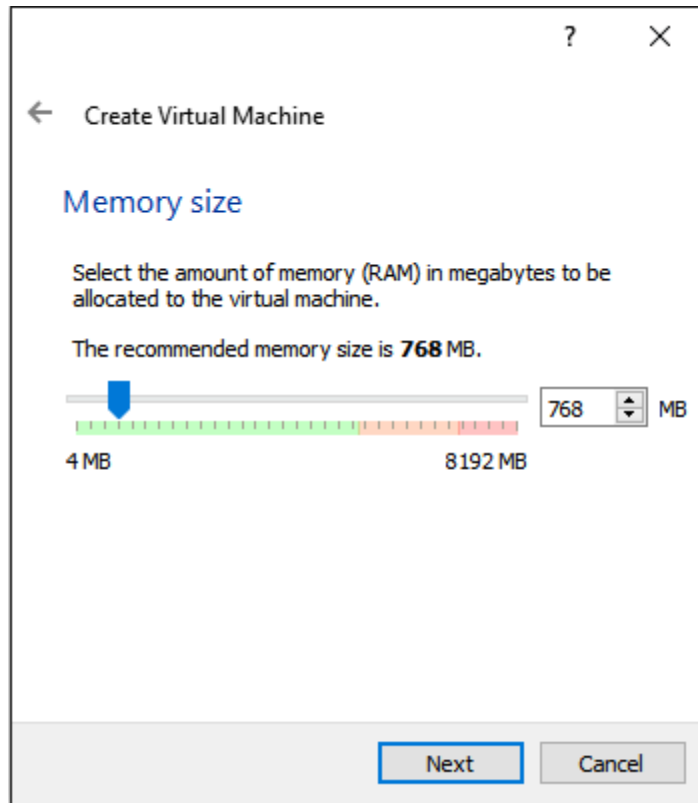 ?
Create Virtual Machine
Memory size
Select the amount of memory (RAM) in megabytes to be
allocated to the virtual machine.
The recommended memory size is 768 MB.
768 MB
4 MB 8192 MB
Next Cancel